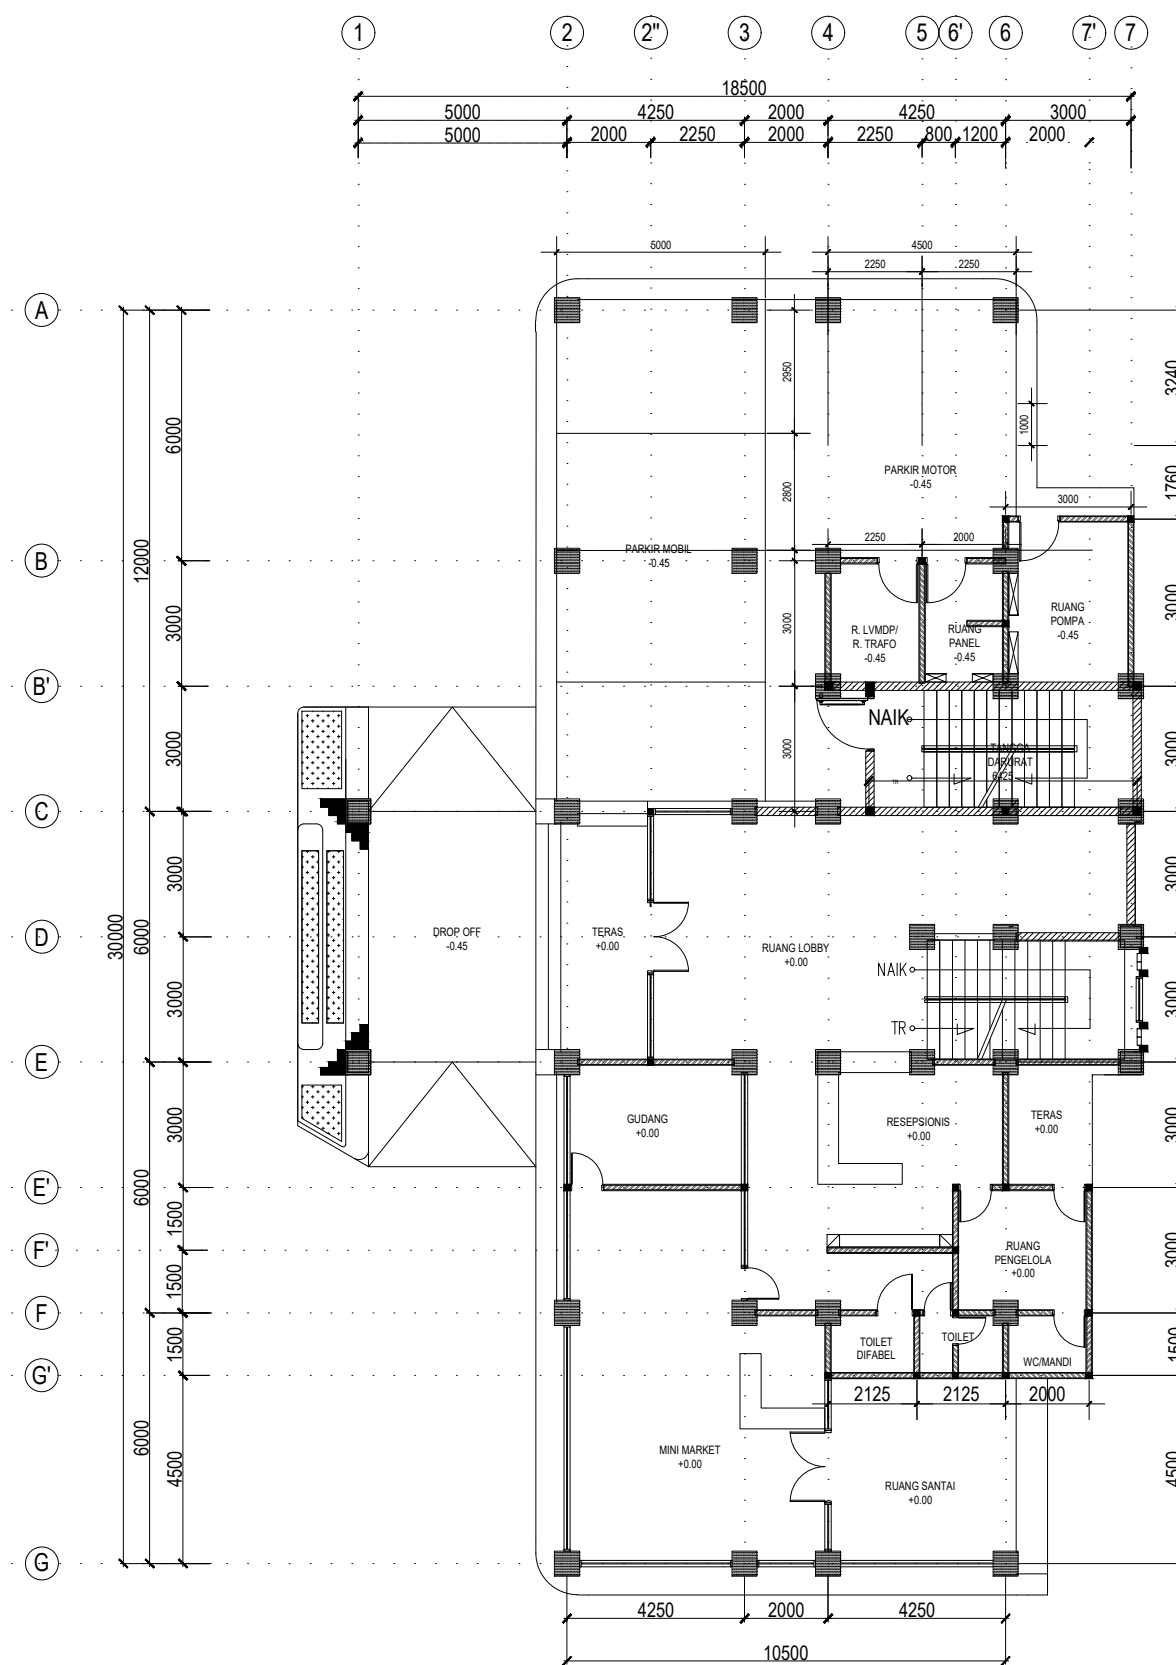 1 2 2" 3 4 5 6' 6 7' 7
18500
5000 4250 2000 4250 3000
5000 2000 2250 2000 2250 800 1200 2000
5000 4500
2250 2250
A
2950
3240
1000
6000
PARKIR MOTOR
-0.45
1760
2800
3000
2250 2000
B
12000
PARKIR MOBIL
-0.45
3000
3000
3000
R. LVMDP/
R. TRAFO
-0.45
RUANG
PANEL
-0.45
RUANG
POMPA
-0.45
B'
NAIK
3000
3000
3000
TANGGA
DARURAT
TR
C
3000
3000
30000
6000
D
DROP OFF
-0.45
TERAS
+0.00
RUANG LOBBY
+0.00
NAIK
3000
3000
TR
E
3000
GUDANG
+0.00
RESEPSIONIS
+0.00
TERAS
+0.00
3000
E'
6000
1500
F'
RUANG
PENGELOLA
+0.00
3000
1500
F
1500
TOILET
DIFABEL
TOILET
WC/MANDI
1500
G'
2125 2125 2000
6000
4500
MINI MARKET
+0.00
RUANG SANTAI
+0.00
4500
G
4250 2000 4250
10500